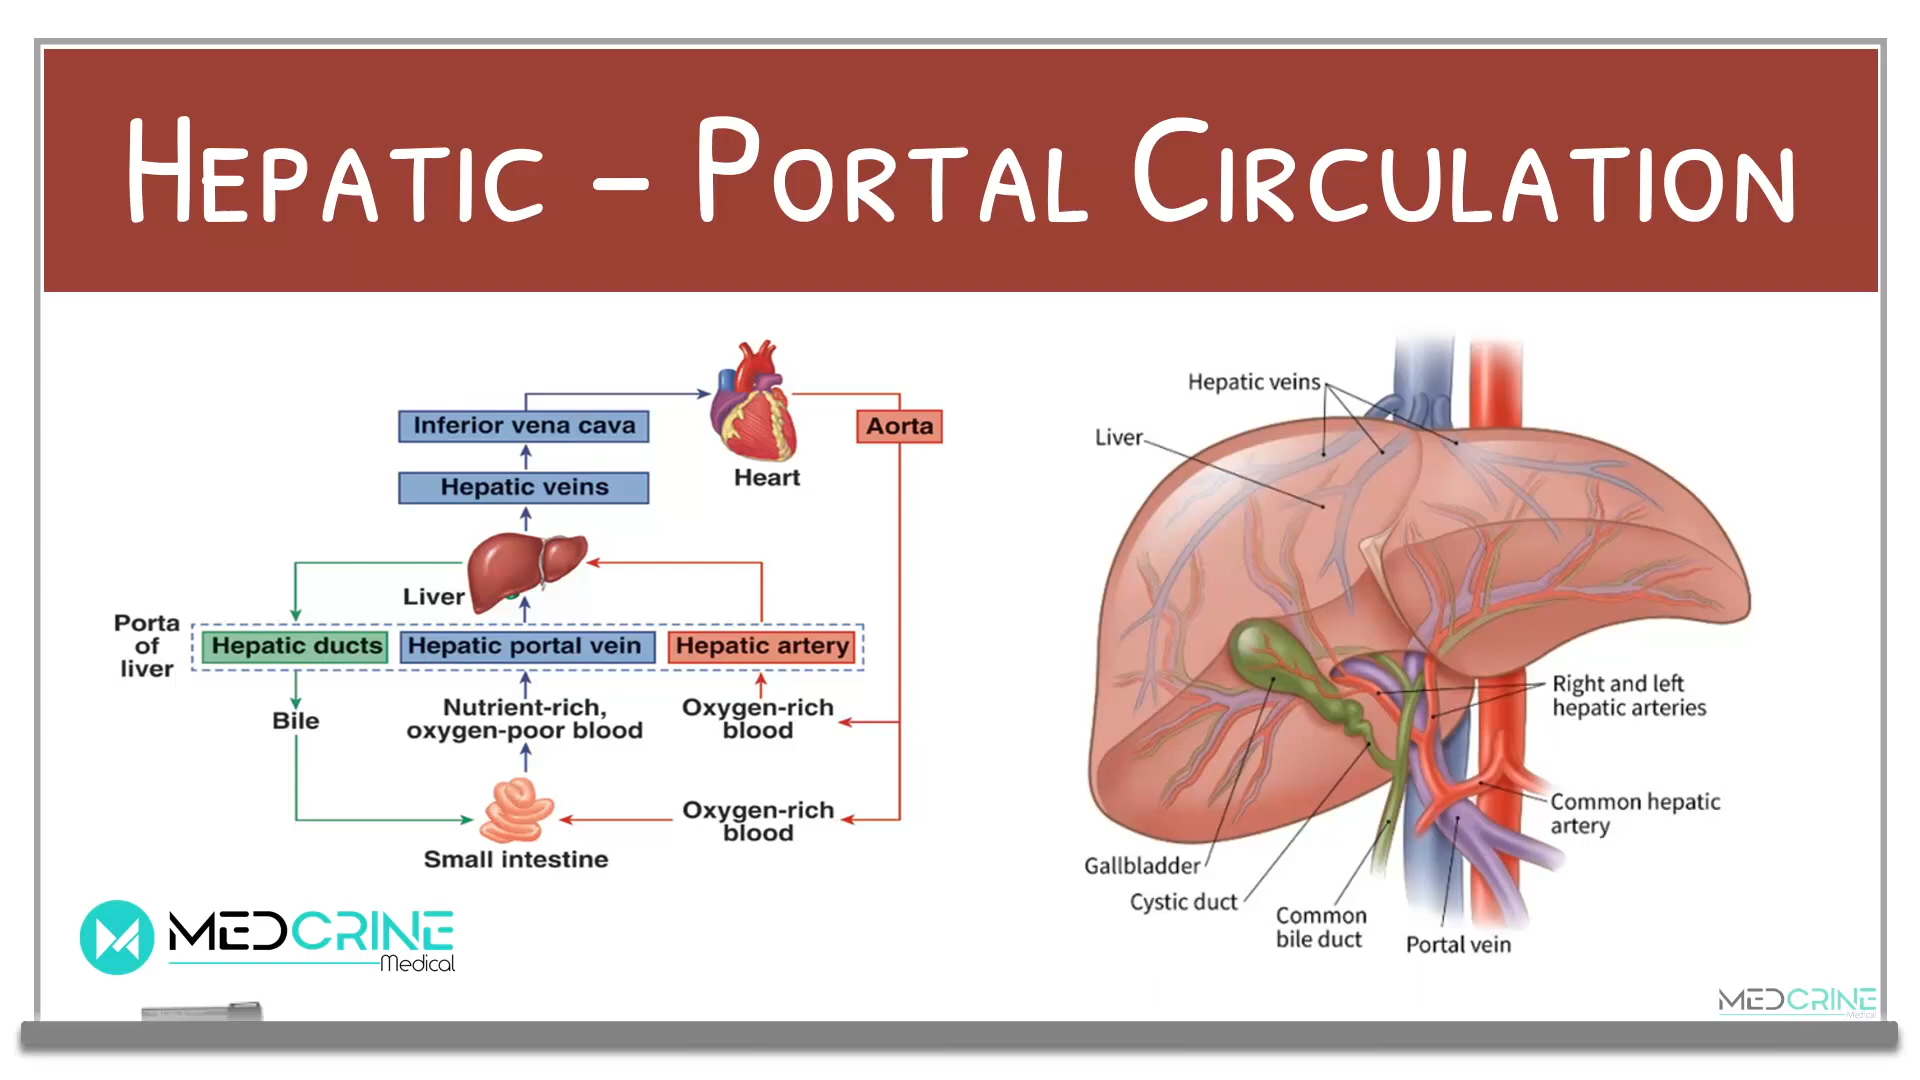 HEPATIC – PORTAL CIRCULATION
Inferior vena cava
Hepatic veins
Heart
Aorta
Liver
Porta
of
liver
Hepatic ducts
Hepatic portal vein
Hepatic artery
Bile
Nutrient-rich,
oxygen-poor blood
Oxygen-rich
blood
Small intestine
Oxygen-rich
blood
MEDCRINE
Medical
Hepatic veins
Liver
Right and left
hepatic arteries
Common hepatic
artery
Gallbladder
Cystic duct
Common
bile duct
Portal vein
MEDCRINE
Medical